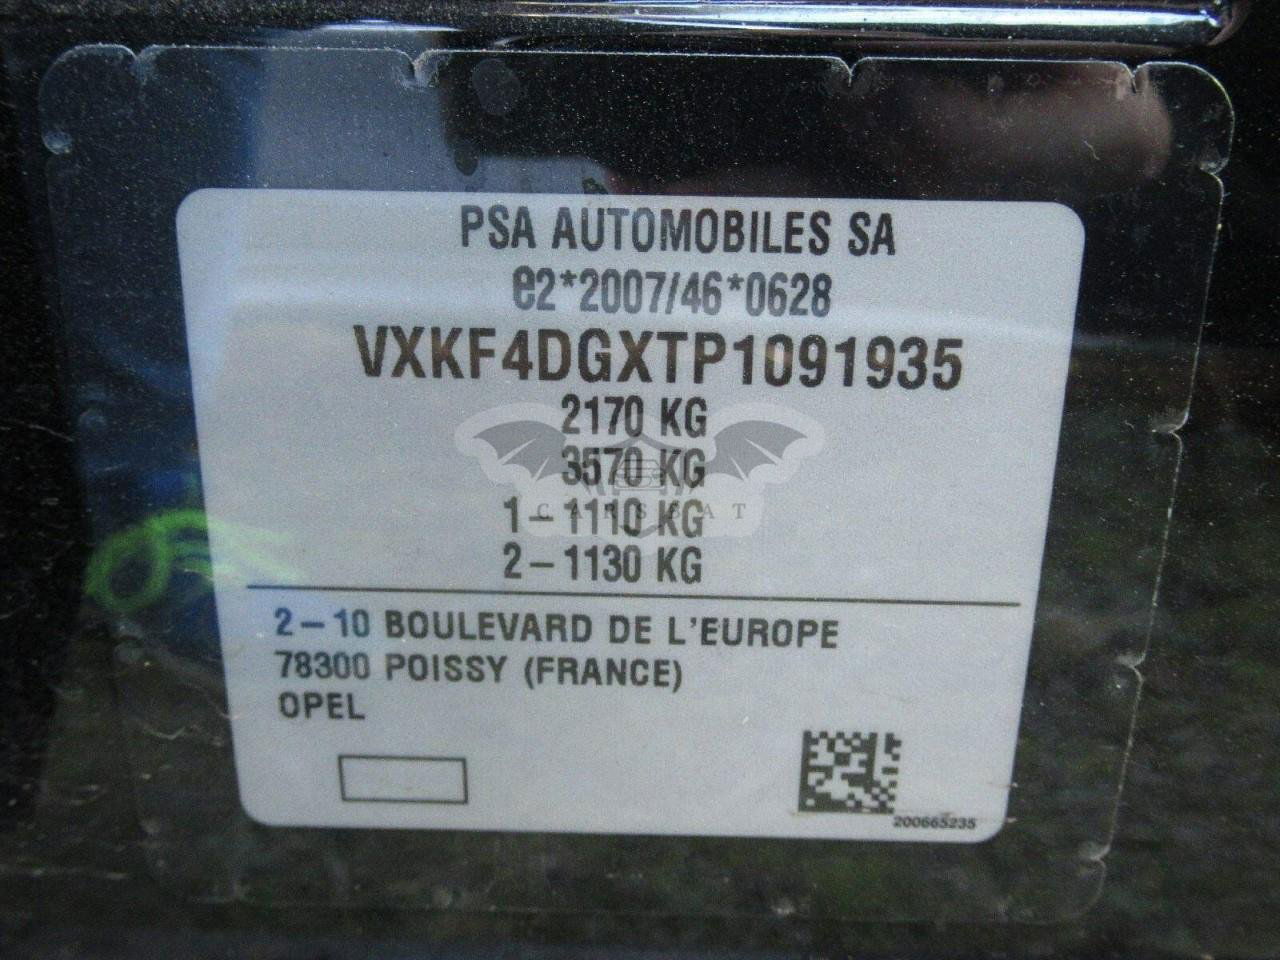 PSA AUTOMOBILES SA
e2*2007/46*0628
VXKF4DGXTP1091935
2170 KG
3570 KG
1-1110 KG
CARSBAT
2-1130 KG
2-10 BOULEVARD DE L'EUROPE
78300 POISSY (FRANCE)
OPEL
200665235